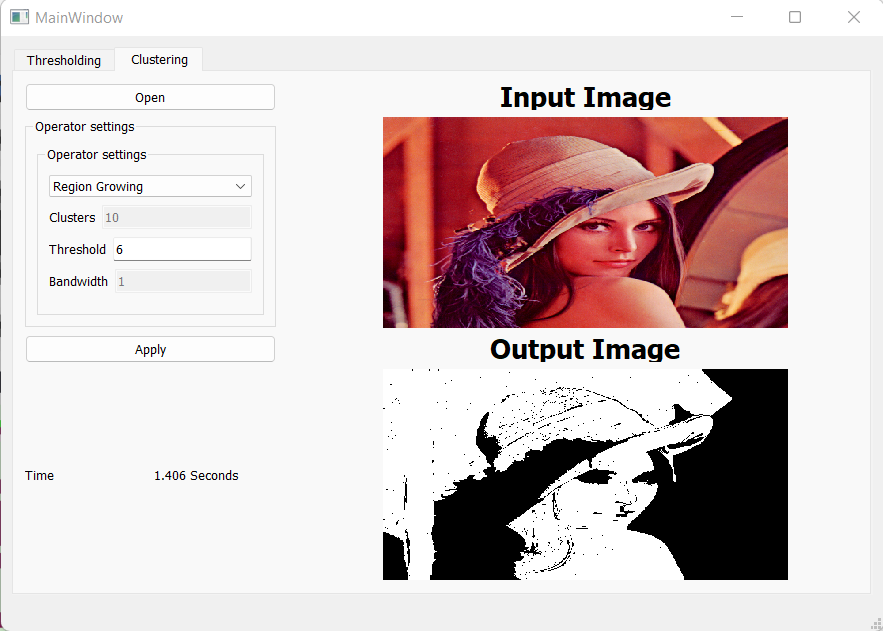 MainWindow
Thresholding
Clustering
Open
Operator settings
Operator settings
Region Growing
Clusters 10
Threshold 6
Bandwidth 1
Apply
Time 1.406 Seconds
Input Image
Output Image